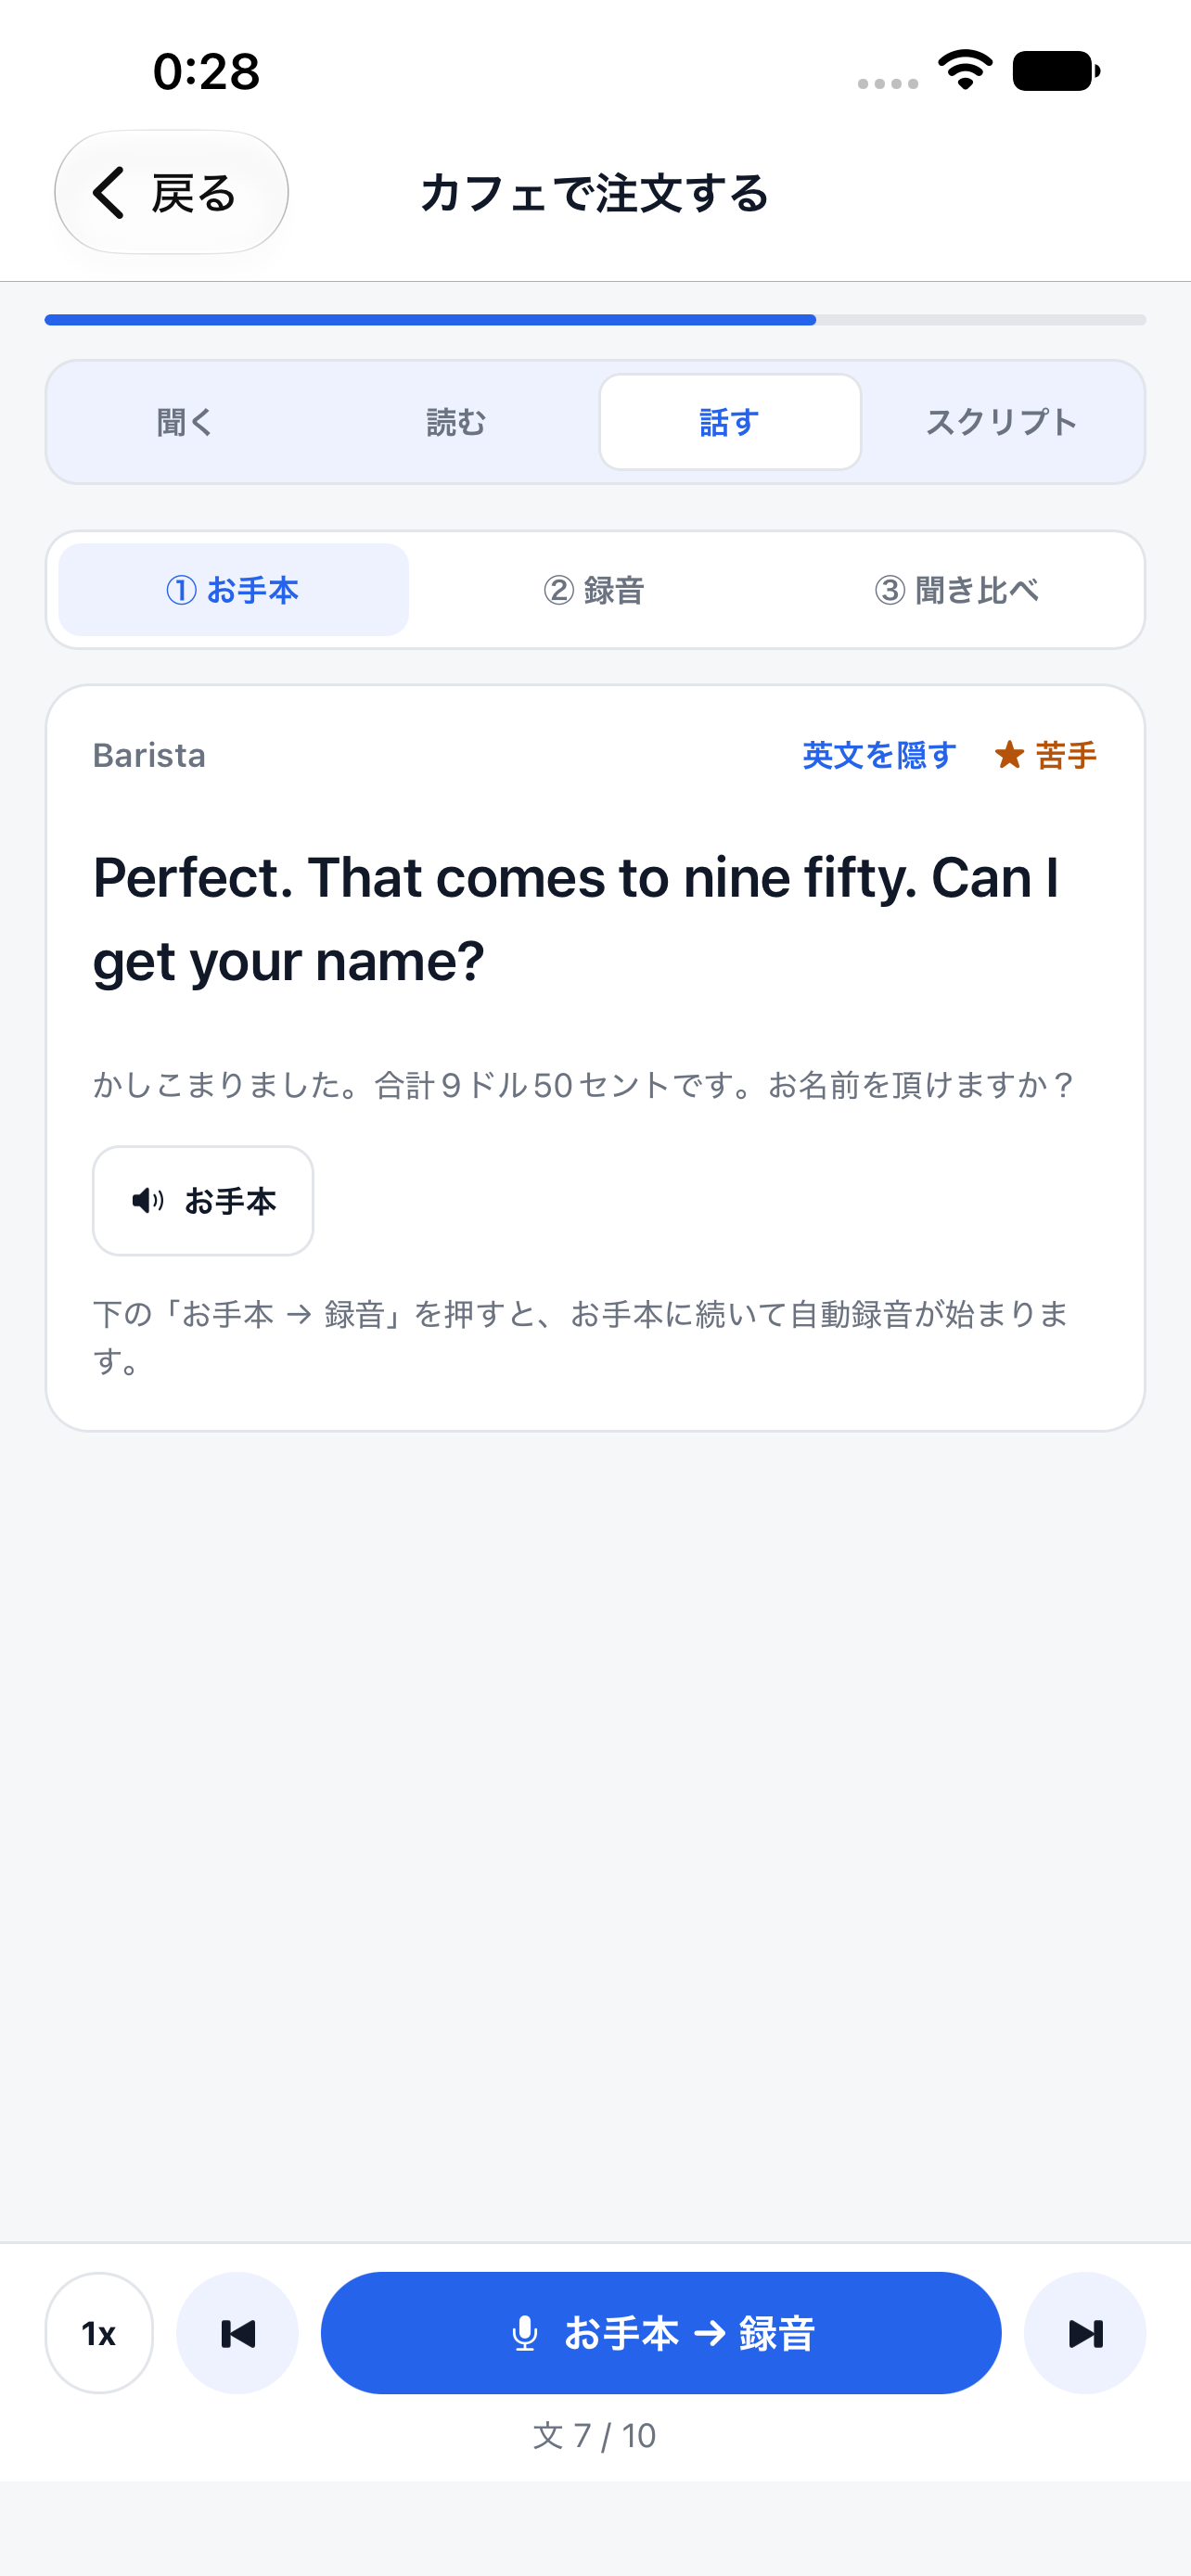 0:28
戻る
カフェで注文する
聞く
読む
話す
スクリプト
① お手本
② 録音
③ 聞き比べ
Barista
英文を隠す
★ 苦手
Perfect. That comes to nine fifty. Can I
get your name?
かしこまりました。合計9ドル50セントです。お名前を頂けますか？
お手本
下の「お手本 → 録音」を押すと、お手本に続いて自動録音が始まりま
す。
1x
お手本 → 録音
文 7 / 10